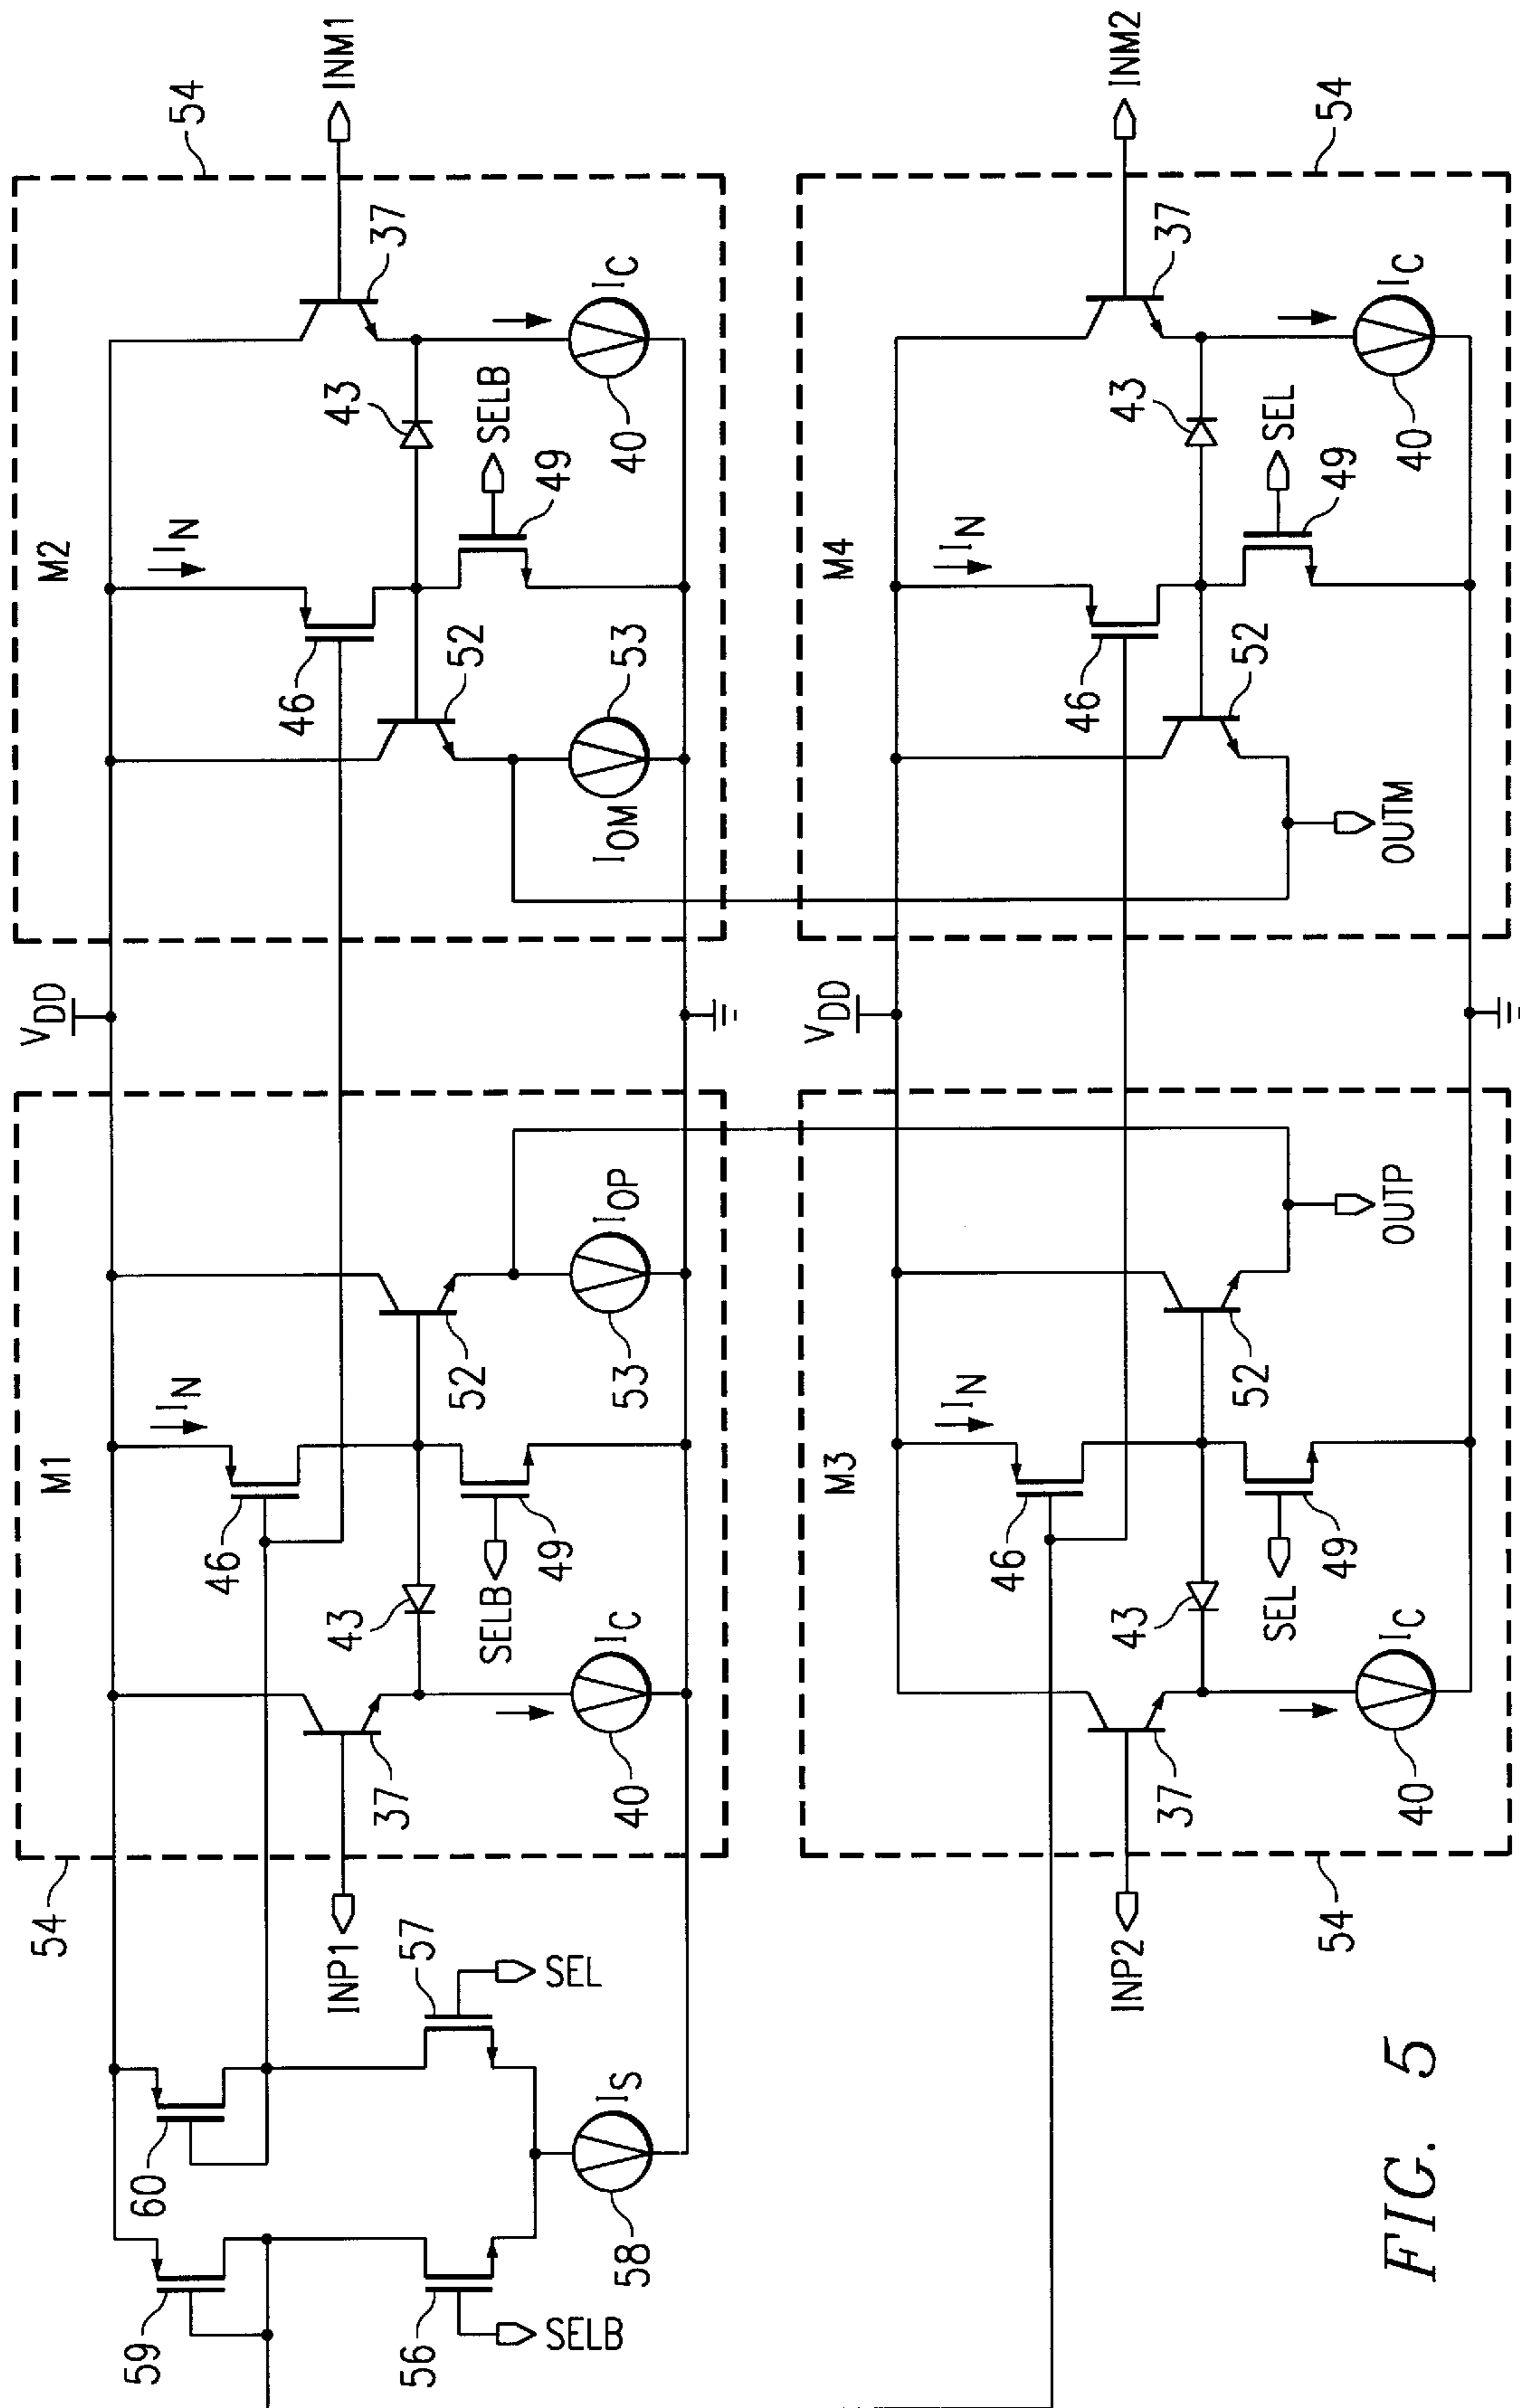 54
M1
V_DD
M2
54
60
59
46
I_N
46
I_N
INP1
37
43
52
52
43
37
INM1
57
SEL
56
SELB
SELB
49
49
SELB
58
I_S
40
I_C
53
I_OP
I_OM
53
40
I_C
M3
V_DD
M4
46
I_N
46
I_N
INP2
37
43
52
52
43
37
INM2
SEL
49
49
SEL
40
I_C
OUTP
OUTM
40
I_C
54
54
FIG. 5